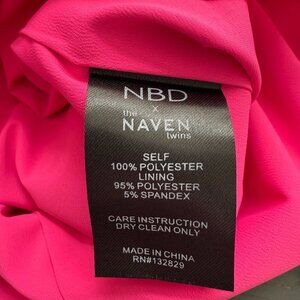 NBD
x
the
NAVEN
twins
SELF
100% POLYESTER
LINING
95% POLYESTER
5% SPANDEX
CARE INSTRUCTION
DRY CLEAN ONLY
MADE IN CHINA
RN#132829